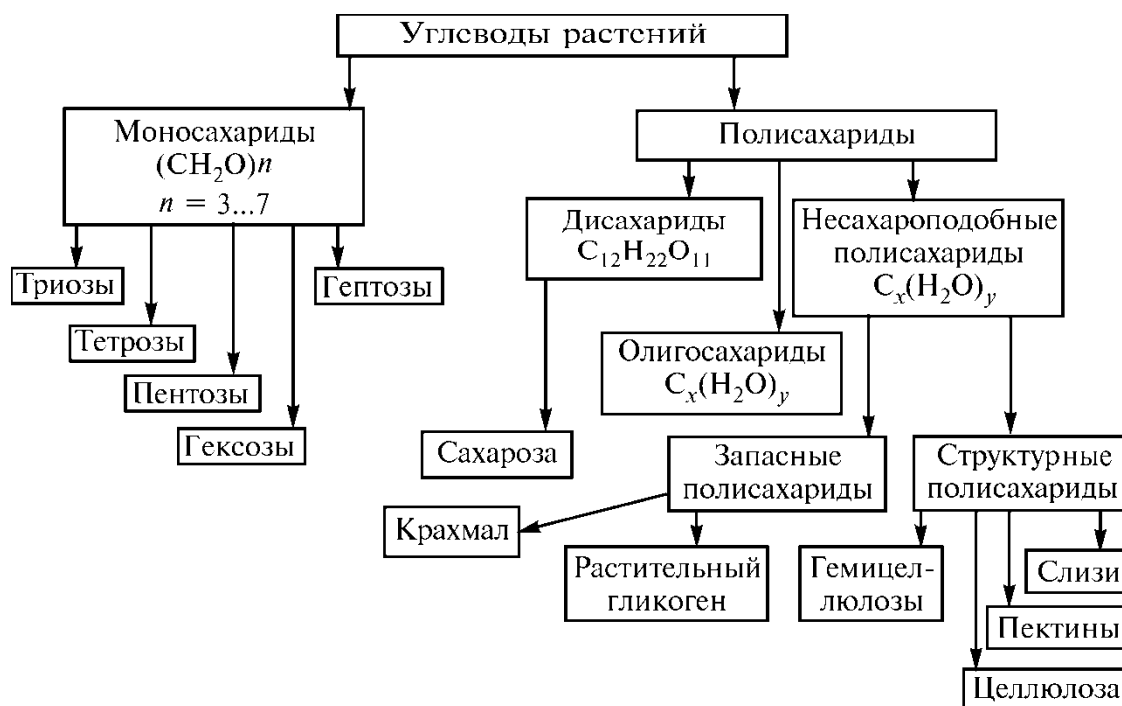 Углеводы растений
Моносахариды
(CH₂O)n
n = 3...7
Триозы
Тетрозы
Пентозы
Гексозы
Гептозы
Полисахариды
Дисахариды
C₁₂H₂₂O₁₁
Сахароза
Олигосахариды
Cₓ(H₂O)ᵧ
Несахароподобные
полисахариды
Cₓ(H₂O)ᵧ
Запасные
полисахариды
Крахмал
Растительный
гликоген
Структурные
полисахариды
Гемицел-
люлозы
Целлюлоза
Пектины
Слизи